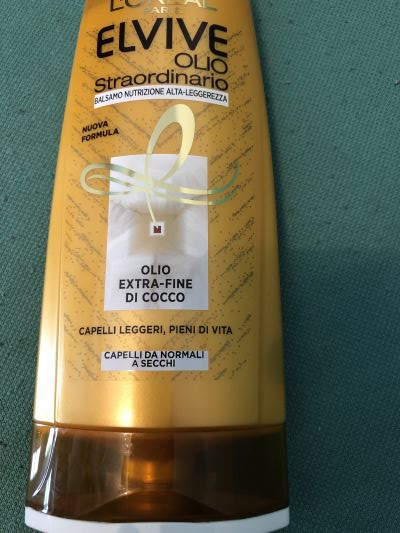 L'ORÉAL
PARIS
ELVIVE
OLIO
Straordinario
BALSAMO NUTRIZIONE ALTA-LEGGEREZZA
NUOVA
FORMULA
OLIO
EXTRA-FINE
DI COCCO
CAPELLI LEGGERI, PIENI DI VITA
CAPELLI DA NORMALI
A SECCHI